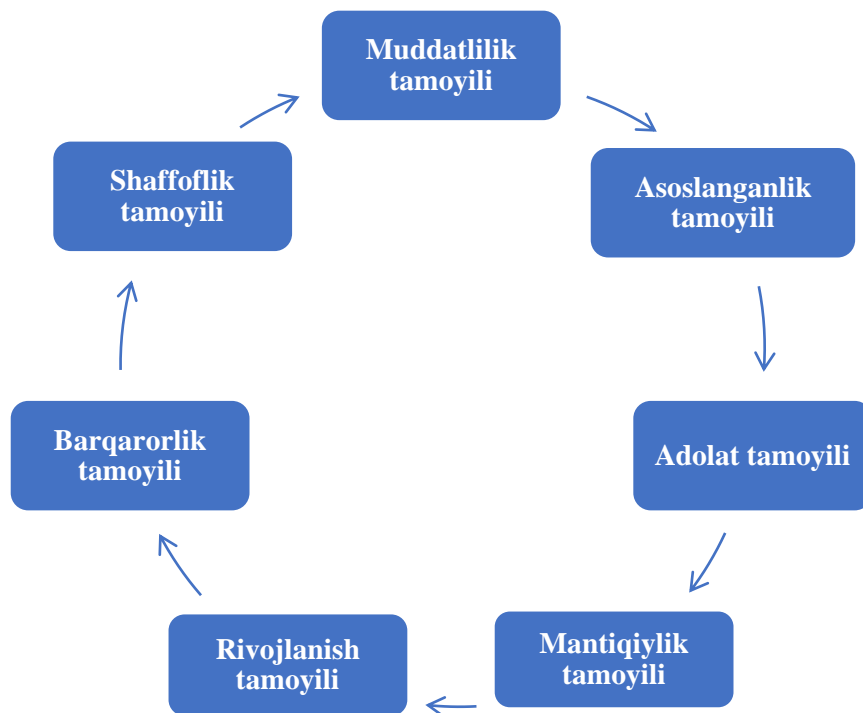 Muddatlilik
tamoyili
Asoslanganlik
tamoyili
Adolat tamoyili
Mantiqiylik
tamoyili
Rivojlanish
tamoyili
Barqarorlik
tamoyili
Shaffoflik
tamoyili